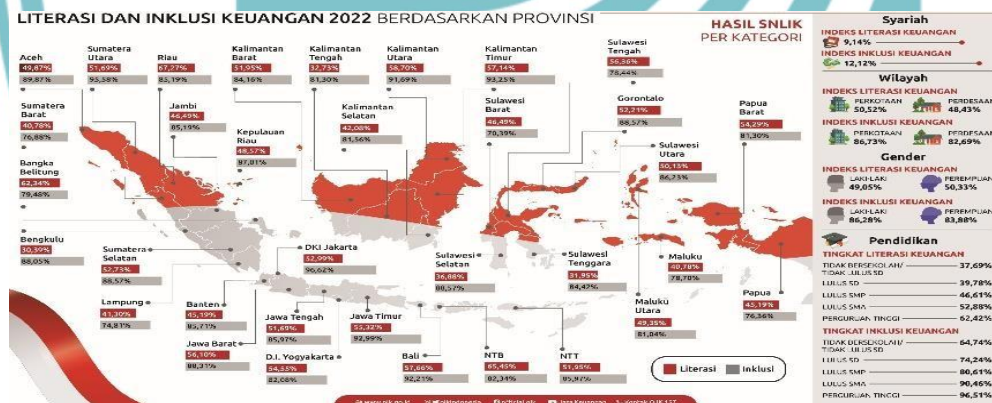 LITERASI DAN INKLUSI KEUANGAN 2022 BERDASARKAN PROVINSI
HASIL SNLIK
PER KATEGORI
Aceh
49,87%
89,87%
Sumatera
Utara
51,69%
95,58%
Riau
67,27%
85,19%
Kalimantan
Barat
51,95%
84,16%
Kalimantan
Tengah
32,73%
81,30%
Kalimantan
Utara
58,70%
91,69%
Kalimantan
Timur
57,14%
93,25%
Sulawesi
Tengah
56,36%
78,44%
Sumatera
Barat
40,78%
76,88%
Jambi
46,49%
85,19%
Kepulauan
Riau
48,57%
Kalimantan
Selatan
42,08%
81,56%
Sulawesi
Barat
46,49%
70,39%
Gorontalo
52,21%
88,57%
Papua
Barat
54,29%
81,30%
Sulawesi
Utara
50,13%
86,73%
Bangka
Belitung
62,34%
79,48%
Bengkulu
30,39%
88,05%
Sumatera
Selatan
52,73%
88,57%
DKI Jakarta
52,99%
96,62%
Sulawesi
Selatan
36,88%
88,57%
Sulawesi
Tenggara
31,95%
84,42%
Maluku
40,78%
78,70%
Lampung
41,30%
74,81%
Banten
45,19%
85,71%
Jawa Tengah
51,69%
85,97%
Jawa Timur
55,32%
92,99%
Maluku
Utara
49,35%
81,04%
Papua
45,19%
76,36%
Jawa Barat
56,10%
88,31%
D.I. Yogyakarta
54,55%
82,08%
Bali
57,66%
92,21%
NTB
65,45%
82,34%
NTT
51,95%
85,97%
Literasi
Inklusi
Syariah
INDEKS LITERASI KEUANGAN
9,14%
INDEKS INKLUSI KEUANGAN
12,12%
Wilayah
INDEKS LITERASI KEUANGAN
PERKOTAAN
50,52%
PERDESAAN
48,43%
INDEKS INKLUSI KEUANGAN
PERKOTAAN
86,73%
PERDESAAN
82,69%
Gender
INDEKS LITERASI KEUANGAN
LAKI-LAKI
49,05%
PEREMPUAN
50,33%
INDEKS INKLUSI KEUANGAN
LAKI-LAKI
86,28%
PEREMPUAN
83,88%
Pendidikan
TINGKAT LITERASI KEUANGAN
TIDAK BERSEKOLAH/
TIDAK LULUS SD
37,69%
LULUS SD 39,78%
LULUS SMP 46,61%
LULUS SMA 52,88%
PERGURUAN TINGGI 62,42%
TINGKAT INKLUSI KEUANGAN
TIDAK BERSEKOLAH/
TIDAK LULUS SD
64,74%
LULUS SD 74,24%
LULUS SMP 80,61%
LULUS SMA 90,46%
PERGURUAN TINGGI 96,51%